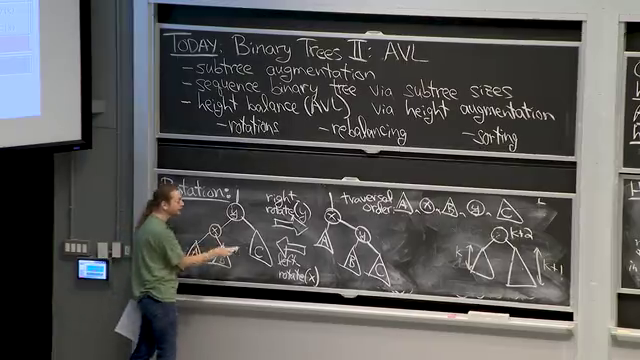 TODAY: Binary Trees II: AVL
- subtree augmentation
- sequence binary tree via subtree sizes
- height balance (AVL) via height augmentation
- rotations - rebalancing - sorting
Rotation:
right
rotate(y)
left
rotate(x)
y
x
C
x
A
y
B
C
traversal
order: A, x, B, y, C
k+2
k
k+1